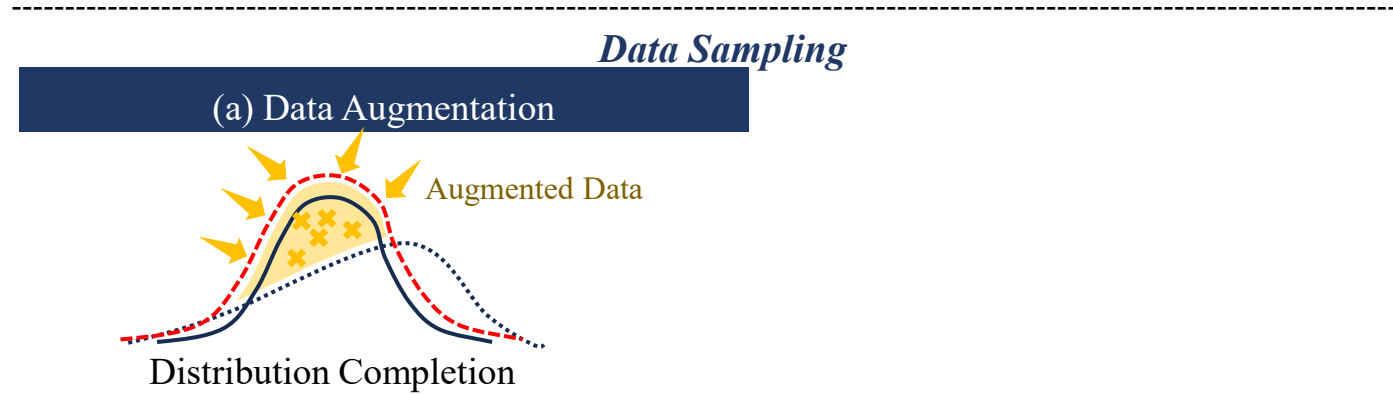 Data Sampling
(a) Data Augmentation
Augmented Data
Distribution Completion